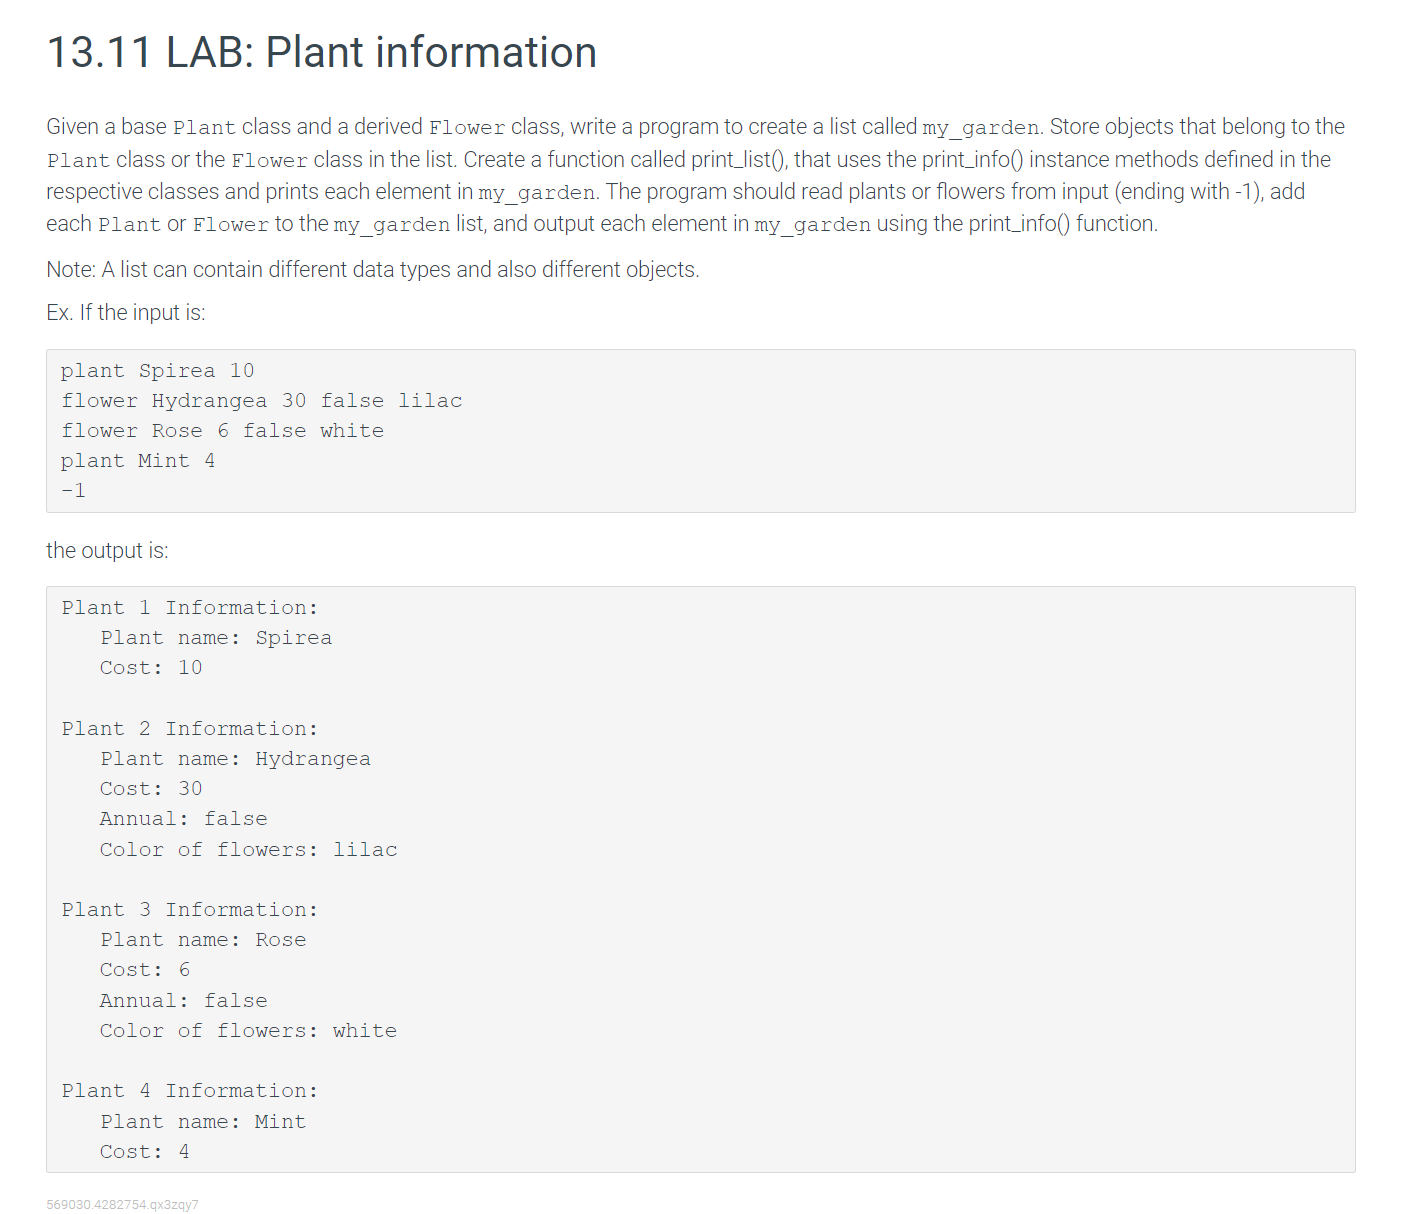 13.11 LAB: Plant information
Given a base Plant class and a derived Flower class, write a program to create a list called my_garden. Store objects that belong to the
Plant class or the Flower class in the list. Create a function called print_list(), that uses the print_info() instance methods defined in the
respective classes and prints each element in my_garden. The program should read plants or flowers from input (ending with -1), add
each Plant or Flower to the my_garden list, and output each element in my_garden using the print_info() function.
Note: A list can contain different data types and also different objects.
Ex. If the input is:
plant Spirea 10
flower Hydrangea 30 false lilac
flower Rose 6 false white
plant Mint 4
-1
the output is:
Plant 1 Information:
   Plant name: Spirea
   Cost: 10

Plant 2 Information:
   Plant name: Hydrangea
   Cost: 30
   Annual: false
   Color of flowers: lilac

Plant 3 Information:
   Plant name: Rose
   Cost: 6
   Annual: false
   Color of flowers: white

Plant 4 Information:
   Plant name: Mint
   Cost: 4
569030.4282754.qx3zqy7